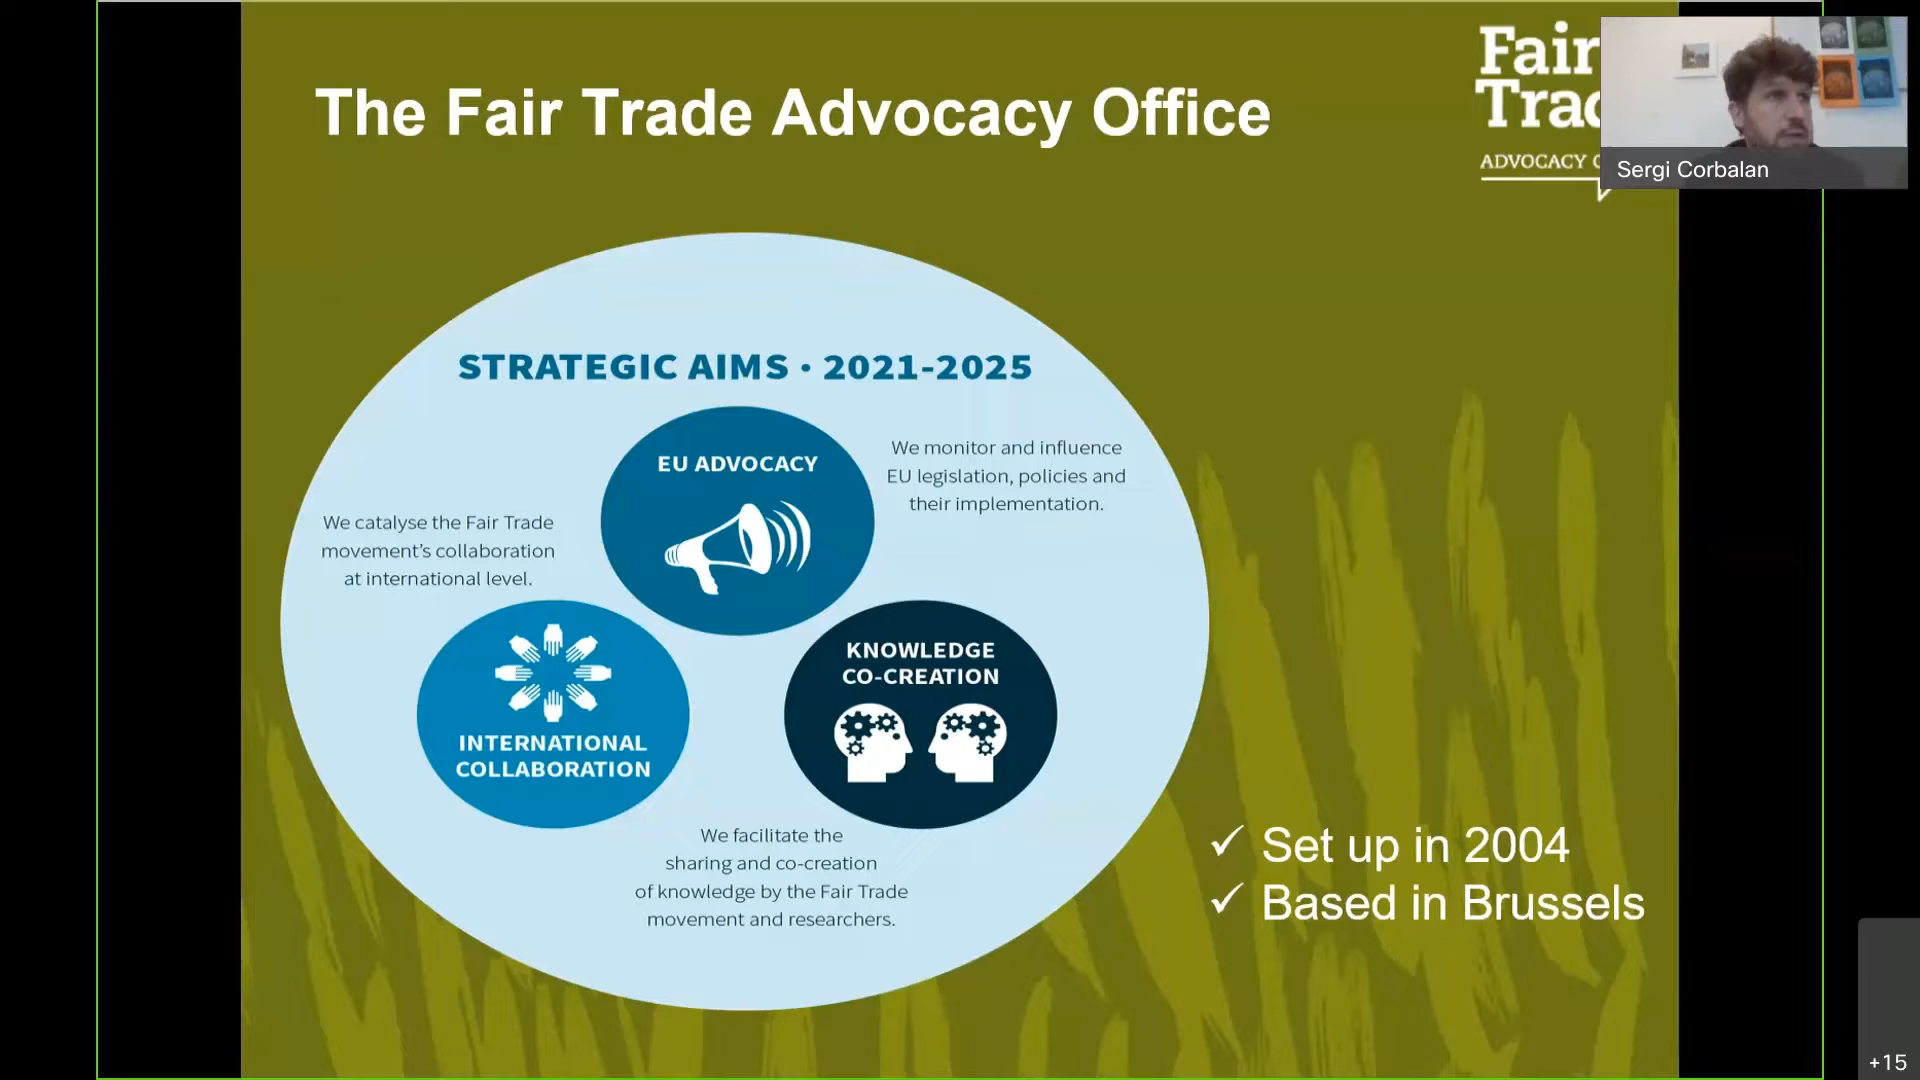 The Fair Trade Advocacy Office
Fair
Trad
ADVOCACY
Sergi Corbalan
STRATEGIC AIMS · 2021-2025
EU ADVOCACY
We monitor and influence
EU legislation, policies and
their implementation.
We catalyse the Fair Trade
movement's collaboration
at international level.
INTERNATIONAL
COLLABORATION
KNOWLEDGE
CO-CREATION
We facilitate the
sharing and co-creation
of knowledge by the Fair Trade
movement and researchers.
✓ Set up in 2004
✓ Based in Brussels
+15